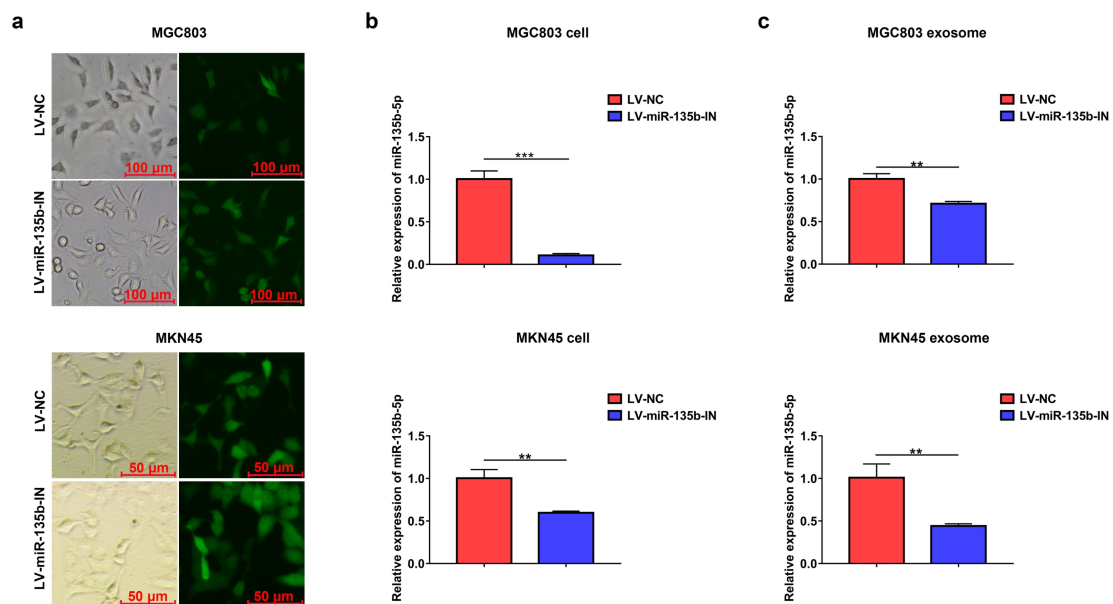 a
MGC803
LV-NC
100 μm
100 μm
LV-miR-135b-IN
100 μm
100 μm
MKN45
LV-NC
50 μm
50 μm
LV-miR-135b-IN
50 μm
50 μm
b
MGC803 cell
LV-NC
LV-miR-135b-IN
Relative expression of miR-135b-5p
1.5
1.0
0.5
0.0
***
MKN45 cell
LV-NC
LV-miR-135b-IN
Relative expression of miR-135b-5p
1.5
1.0
0.5
0.0
**
c
MGC803 exosome
LV-NC
LV-miR-135b-IN
Relative expression of miR-135b-5p
1.5
1.0
0.5
0.0
**
MKN45 exosome
LV-NC
LV-miR-135b-IN
Relative expression of miR-135b-5p
1.5
1.0
0.5
0.0
**